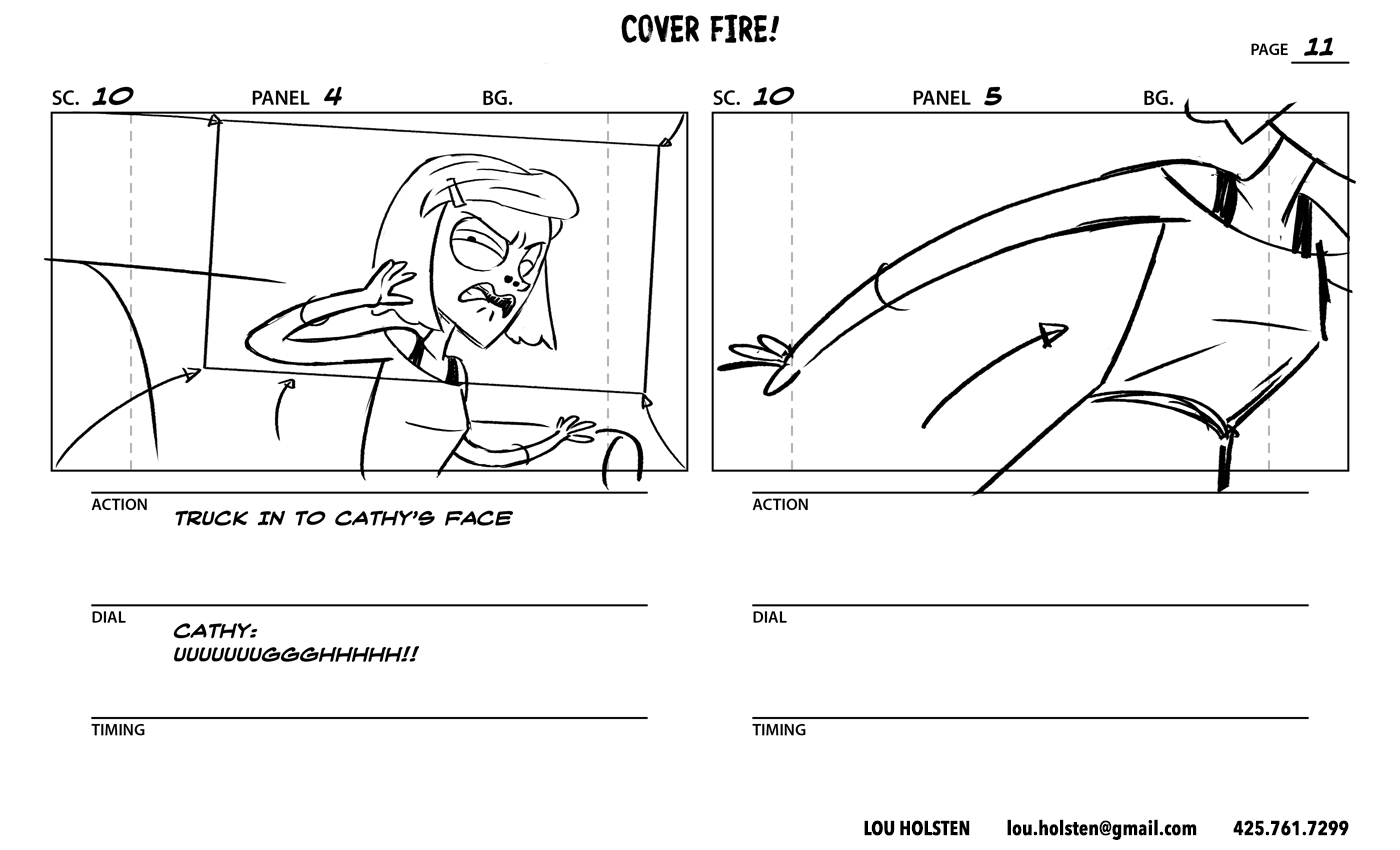 COVER FIRE!
PAGE 11
SC. 10 PANEL 4 BG.
SC. 10 PANEL 5 BG.
ACTION
TRUCK IN TO CATHY'S FACE
DIAL
CATHY:
UUUUUUUGGGHHHHH!!
TIMING
ACTION
DIAL
TIMING
LOU HOLSTEN lou.holsten@gmail.com 425.761.7299